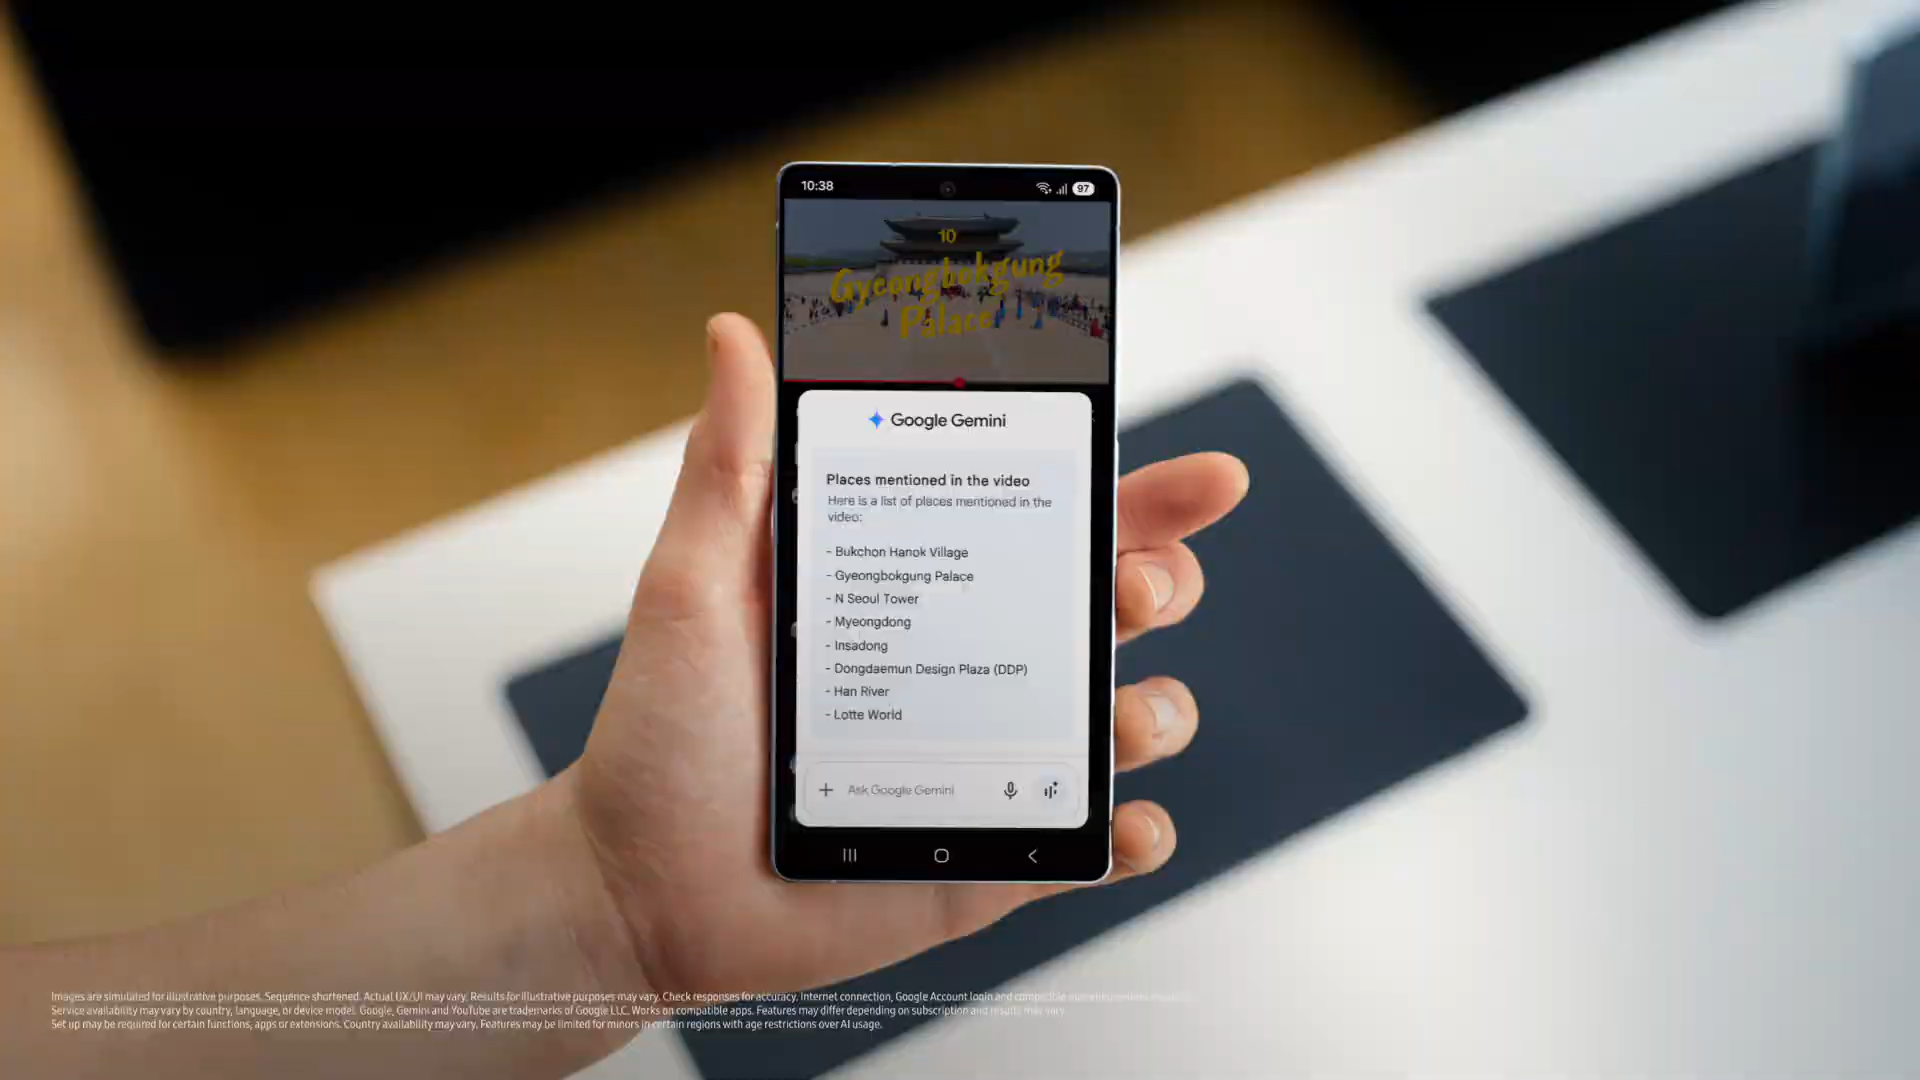 10:38
97
10
Gyeongbokgung
Palace
Google Gemini
Places mentioned in the video
Here is a list of places mentioned in the
video:
- Bukchon Hanok Village
- Gyeongbokgung Palace
- N Seoul Tower
- Myeongdong
- Insadong
- Dongdaemun Design Plaza (DDP)
- Han River
- Lotte World
Ask Google Gemini
Images are simulated for illustrative purposes. Sequence shortened. Actual UX/UI may vary. Results for illustrative purposes may vary. Check responses for accuracy. Internet connection, Google Account login and
Service availability may vary by country, language, or device model. Google, Gemini and YouTube are trademarks of Google LLC. Works on compatible apps. Features may differ depending on subscription and results may vary.
Set up may be required for certain functions, apps or extensions. Country availability may vary. Features may be limited for minors in certain regions with age restrictions over AI usage.